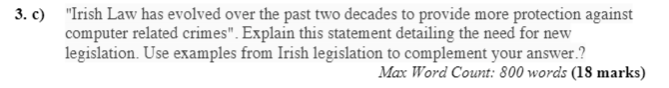 3. c) "Irish Law has evolved over the past two decades to provide more protection against
computer related crimes". Explain this statement detailing the need for new
legislation. Use examples from Irish legislation to complement your answer.?
Max Word Count: 800 words (18 marks)